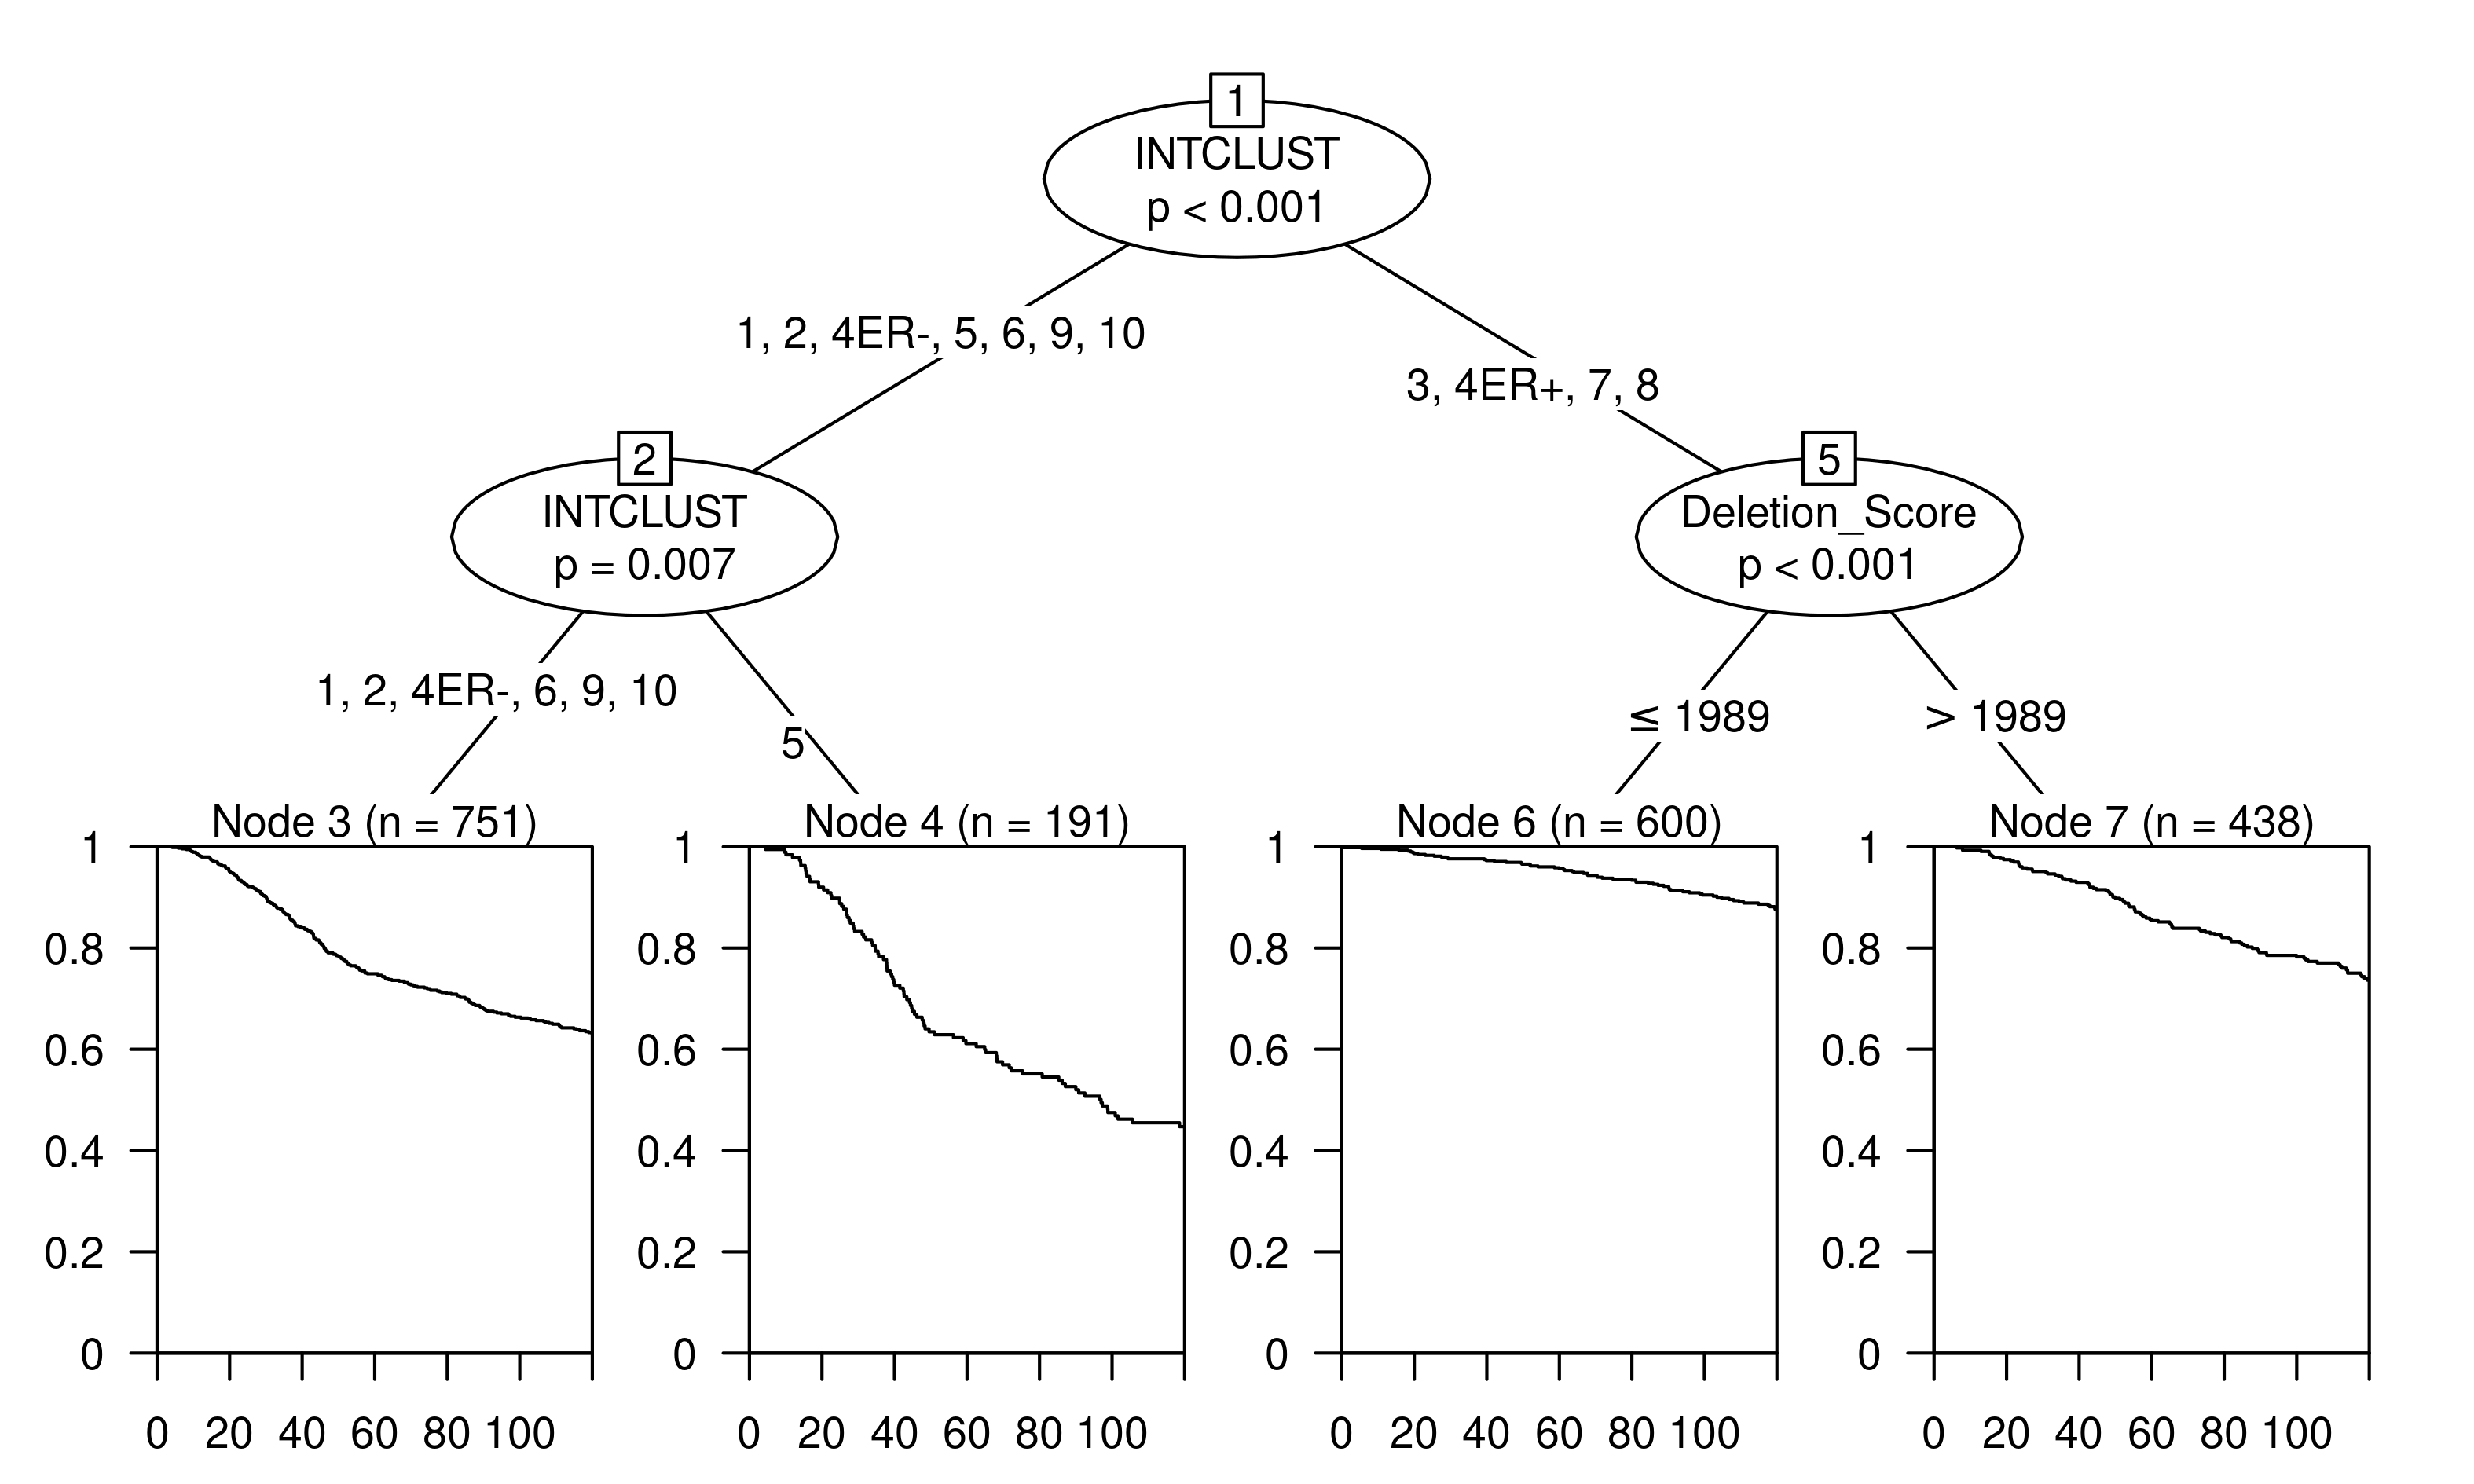 1
INTCLUST
p < 0.001
1, 2, 4ER-, 5, 6, 9, 10
3, 4ER+, 7, 8
2
INTCLUST
p = 0.007
5
Deletion_Score
p < 0.001
1, 2, 4ER-, 6, 9, 10
5
≤ 1989
> 1989
Node 3 (n = 751)
1
0.8
0.6
0.4
0.2
0
0 20 40 60 80 100
Node 4 (n = 191)
1
0.8
0.6
0.4
0.2
0
0 20 40 60 80 100
Node 6 (n = 600)
1
0.8
0.6
0.4
0.2
0
0 20 40 60 80 100
Node 7 (n = 438)
1
0.8
0.6
0.4
0.2
0
0 20 40 60 80 100